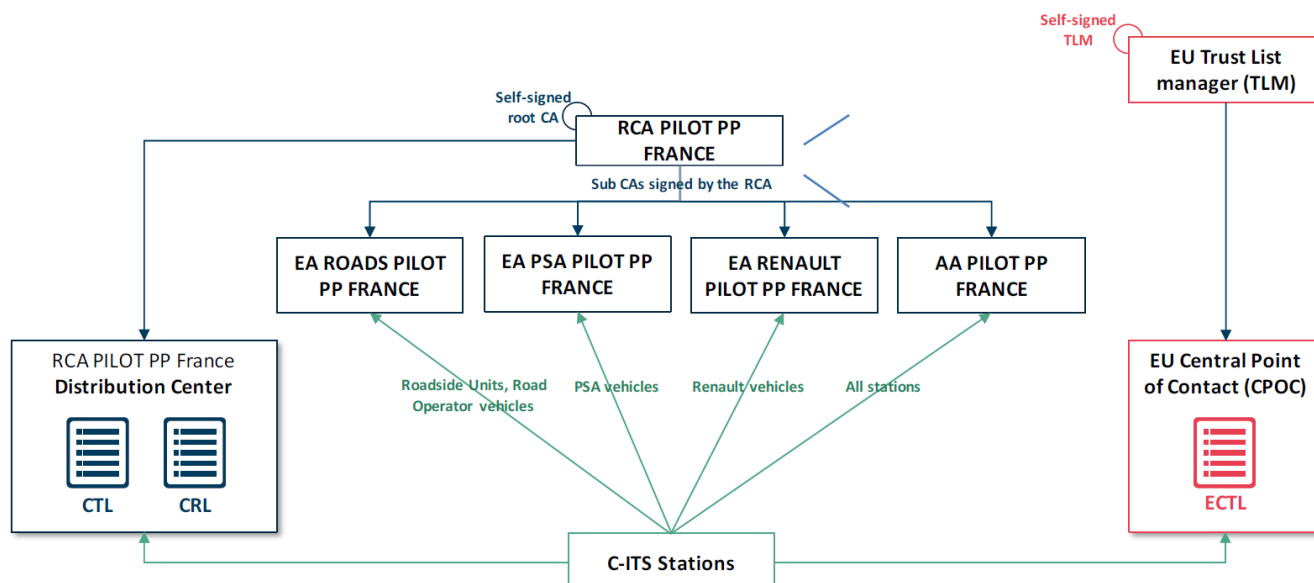 Self-signed
TLM
EU Trust List
manager (TLM)
Self-signed
root CA
RCA PILOT PP
FRANCE
Sub CAs signed by the RCA
EA ROADS PILOT
PP FRANCE
EA PSA PILOT PP
FRANCE
EA RENAULT
PILOT PP FRANCE
AA PILOT PP
FRANCE
RCA PILOT PP France
Distribution Center
CTL
CRL
Roadside Units, Road
Operator vehicles
PSA vehicles
Renault vehicles
All stations
EU Central Point
of Contact (CPOC)
ECTL
C-ITS Stations